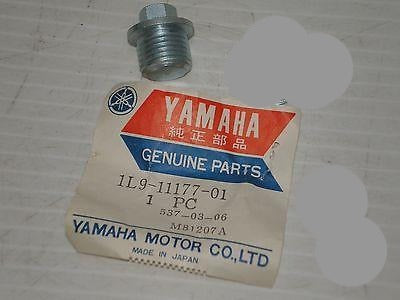 YAMAHA
純正部品
GENUINE PARTS
1L9-11177-01
1 PC
537-03-06
M81207A
YAMAHA MOTOR CO.,LTD
MADE IN JAPAN